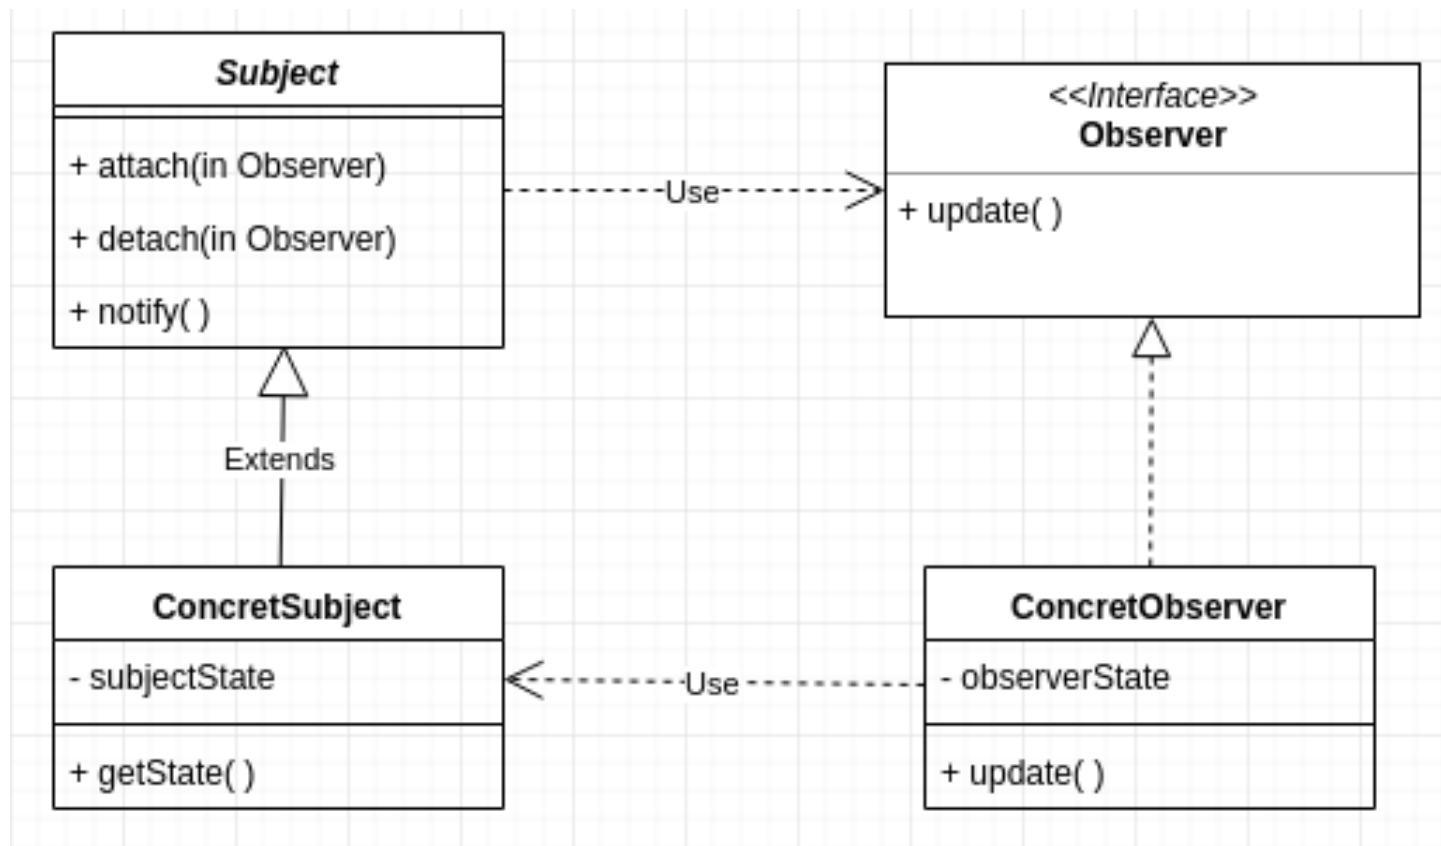 Subject
+ attach(in Observer)
+ detach(in Observer)
+ notify( )
Use
<<Interface>>
Observer
+ update( )
Extends
ConcretSubject
- subjectState
+ getState( )
Use
ConcretObserver
- observerState
+ update( )